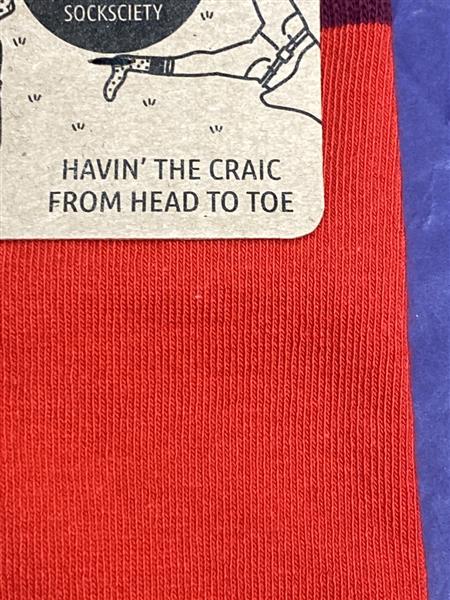 SOCKSCIETY
HAVIN' THE CRAIC
FROM HEAD TO TOE